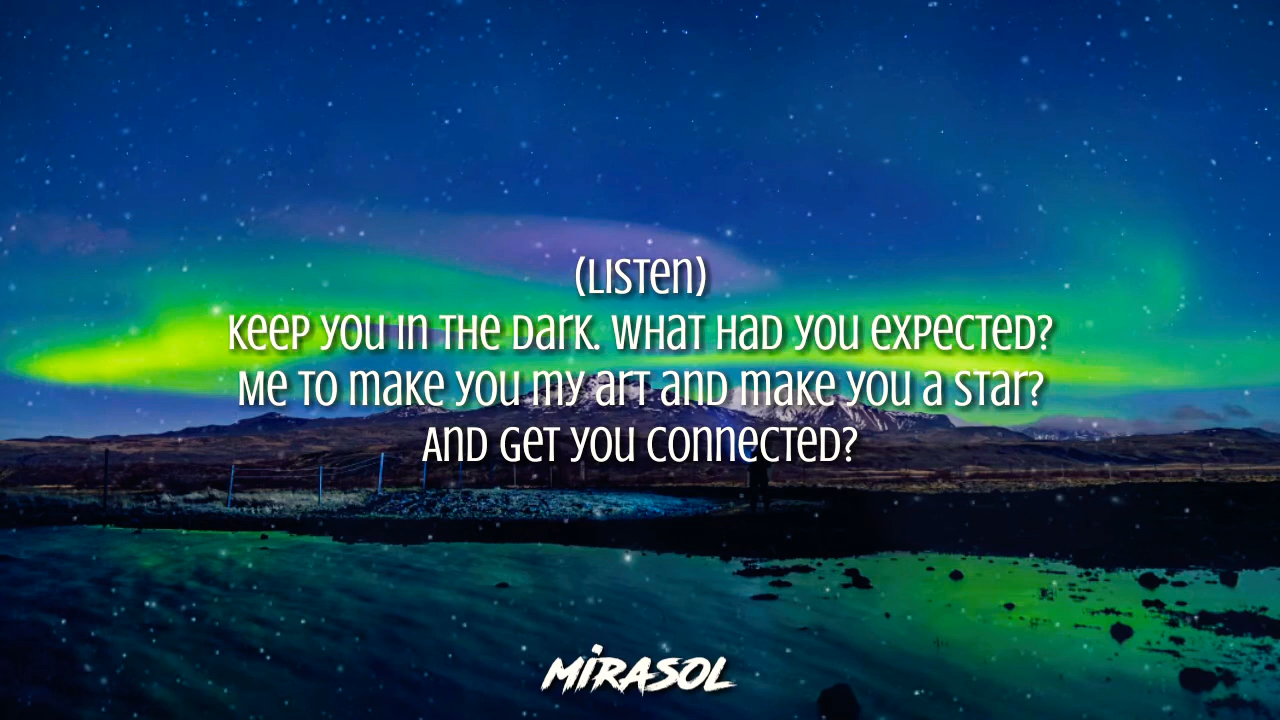 (Listen)
Keep you in the dark. What had you expected?
Me to make you my art and make you a star?
And get you connected?
MIRASOL